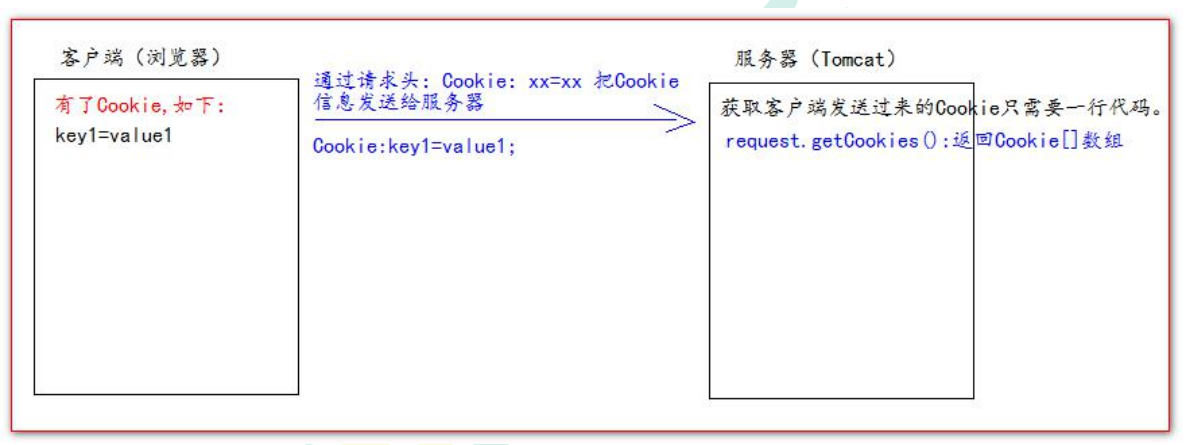 客户端（浏览器）
有了Cookie,如下:
key1=value1
通过请求头: Cookie: xx=xx 把Cookie
信息发送给服务器
Cookie:key1=value1;
服务器（Tomcat）
获取客户端发送过来的Cookie只需要一行代码。
request.getCookies():返回Cookie[]数组